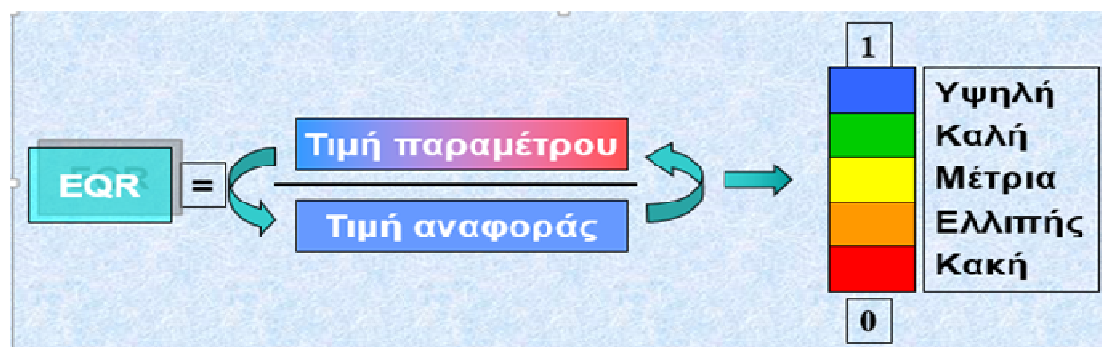 EQR
=
Τιμή παραμέτρου
Τιμή αναφοράς
1
Υψηλή
Καλή
Μέτρια
Ελλιπής
Κακή
0